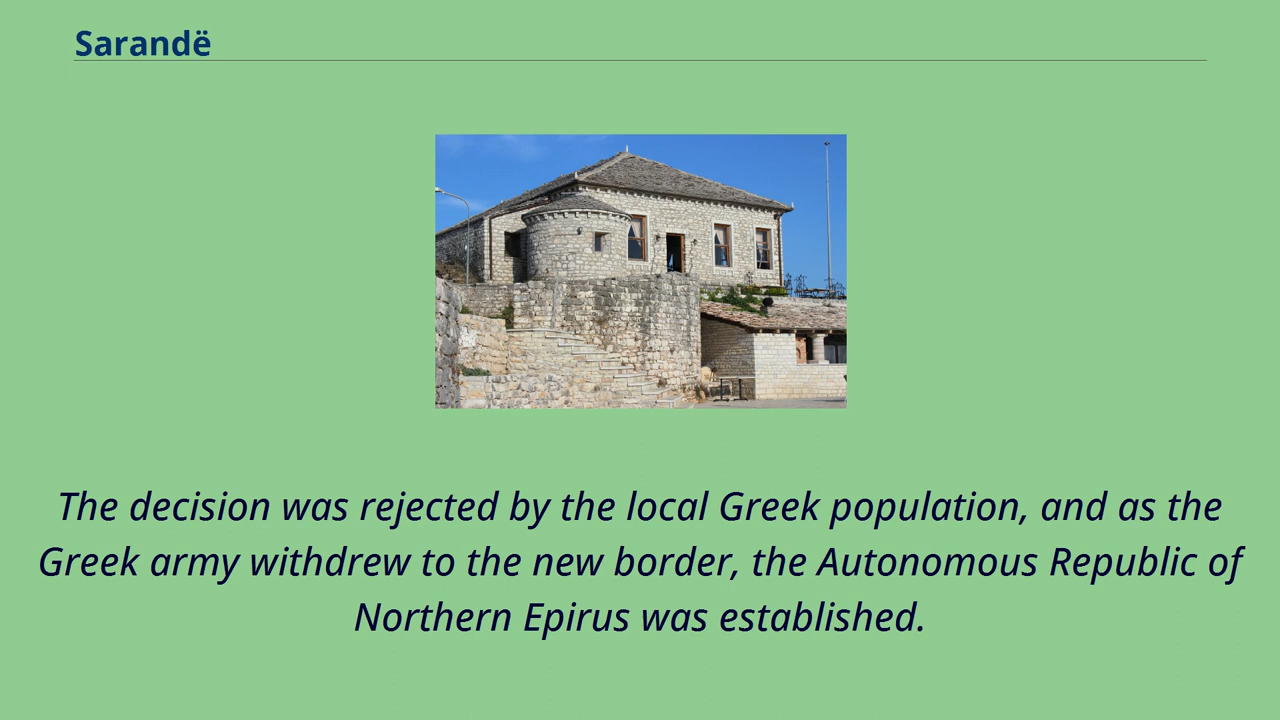 Sarandë
The decision was rejected by the local Greek population, and as the
Greek army withdrew to the new border, the Autonomous Republic of
Northern Epirus was established.